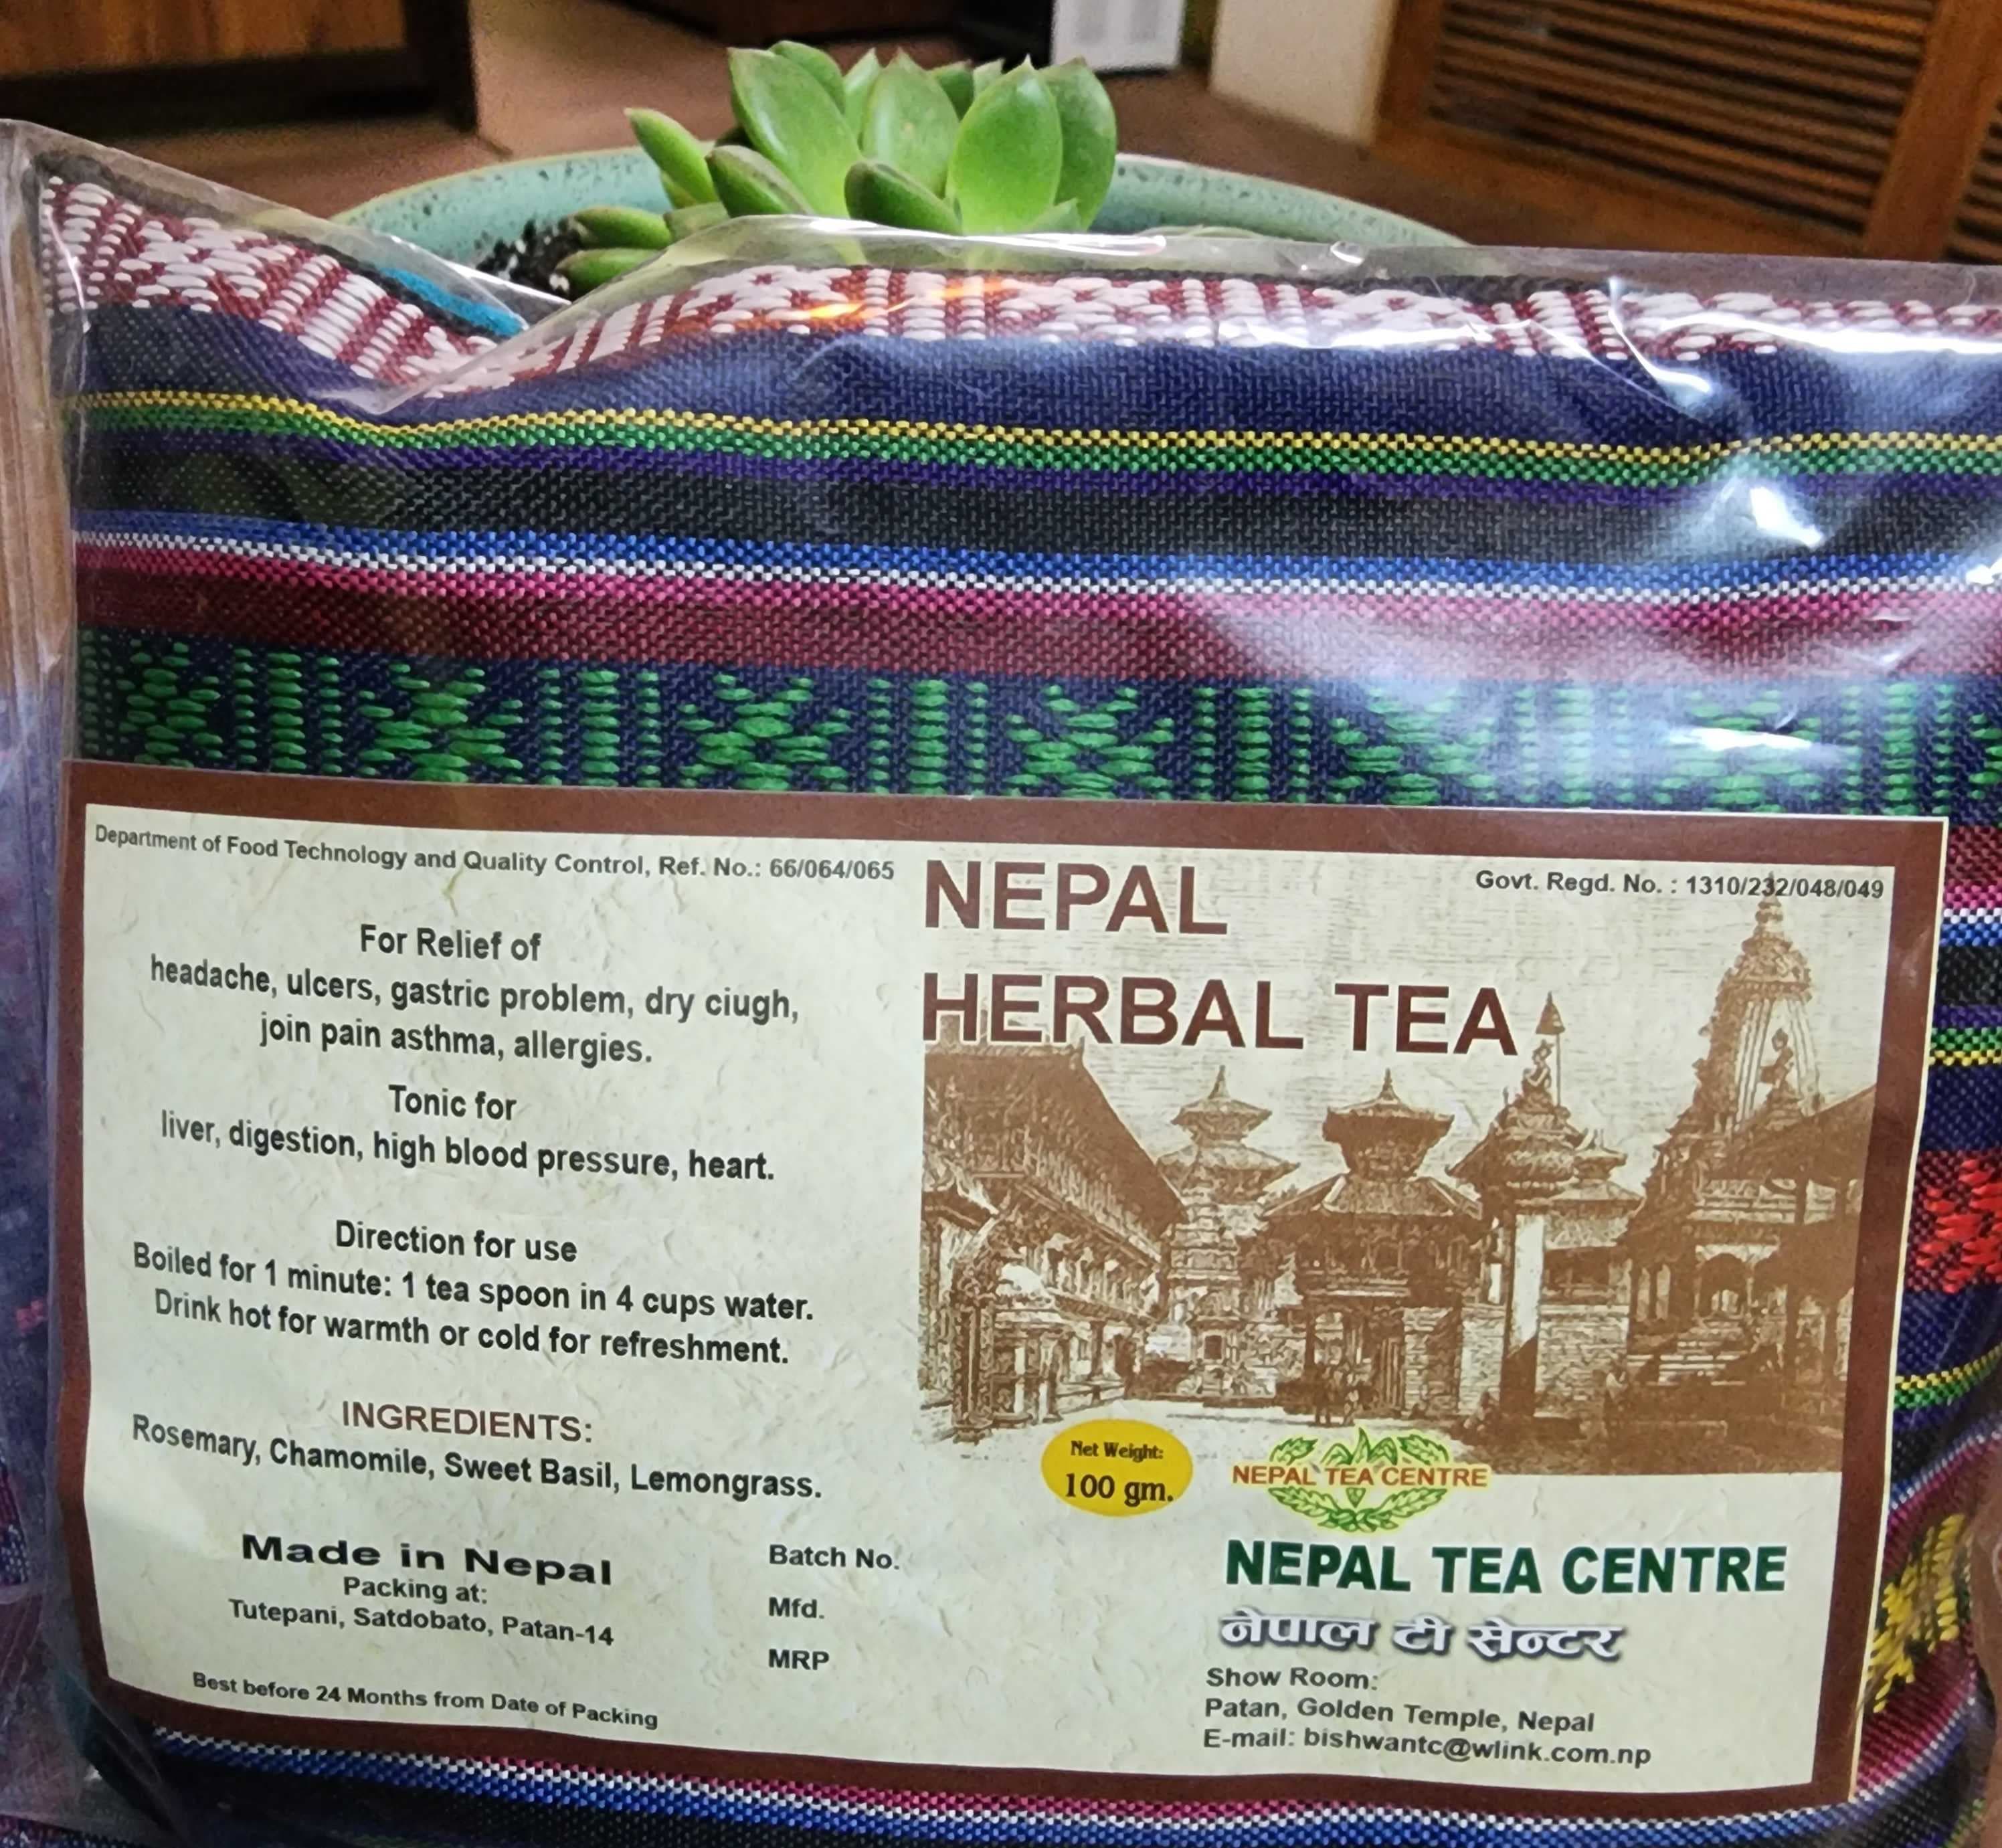 Department of Food Technology and Quality Control, Ref. No.: 66/064/065
For Relief of
headache, ulcers, gastric problem, dry ciugh,
join pain asthma, allergies.
Tonic for
liver, digestion, high blood pressure, heart.
Direction for use
Boiled for 1 minute: 1 tea spoon in 4 cups water.
Drink hot for warmth or cold for refreshment.
INGREDIENTS:
Rosemary, Chamomile, Sweet Basil, Lemongrass.
Made in Nepal
Packing at:
Tutepani, Satdobato, Patan-14
Best before 24 Months from Date of Packing
Batch No.
Mfd.
MRP
Govt. Regd. No. : 1310/232/048/049
NEPAL
HERBAL TEA
Net Weight:
100 gm.
NEPAL TEA CENTRE
NEPAL TEA CENTRE
नेपाल टी सेन्टर
Show Room:
Patan, Golden Temple, Nepal
E-mail: bishwantc@wlink.com.np